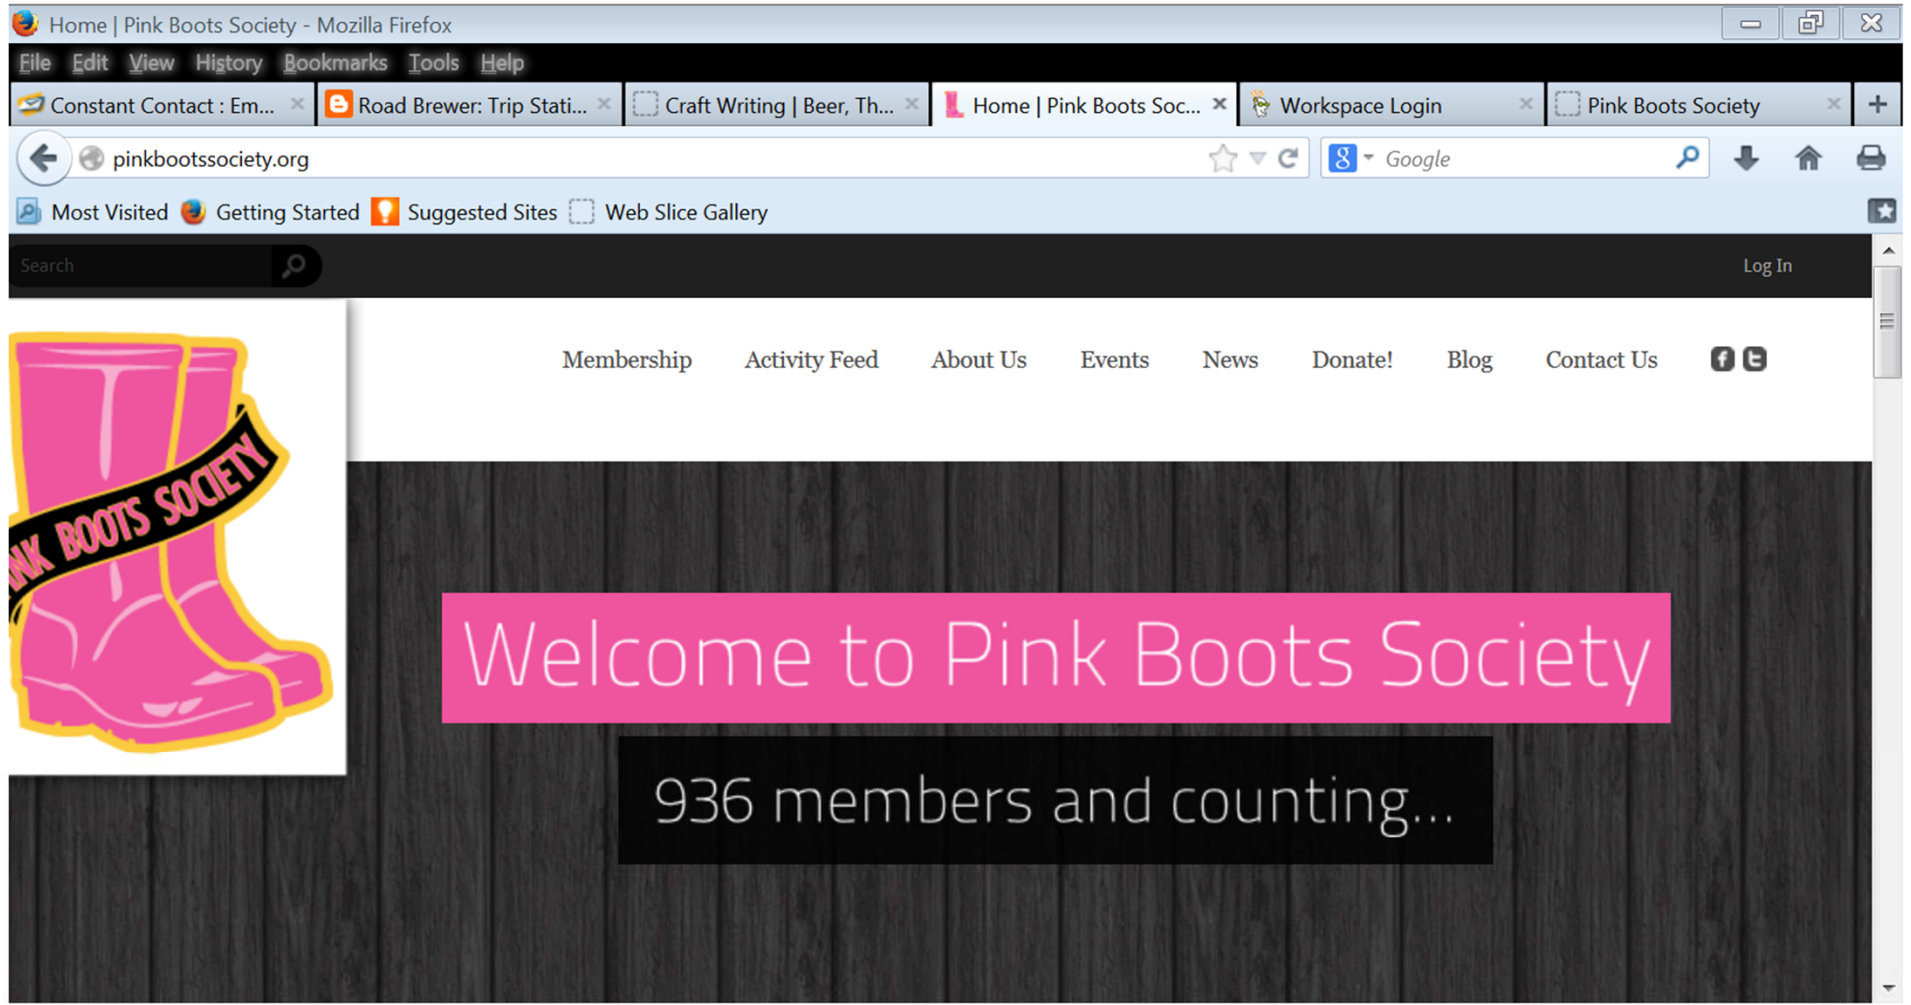 Home | Pink Boots Society - Mozilla Firefox
File Edit View History Bookmarks Tools Help
Constant Contact : Em... Road Brewer: Trip Stati... Craft Writing | Beer, Th... Home | Pink Boots Soc... Workspace Login Pink Boots Society
pinkbootssociety.org Google
Most Visited Getting Started Suggested Sites Web Slice Gallery
Search Log In
Membership Activity Feed About Us Events News Donate! Blog Contact Us
NK BOOTS SOCIETY
Welcome to Pink Boots Society
936 members and counting...